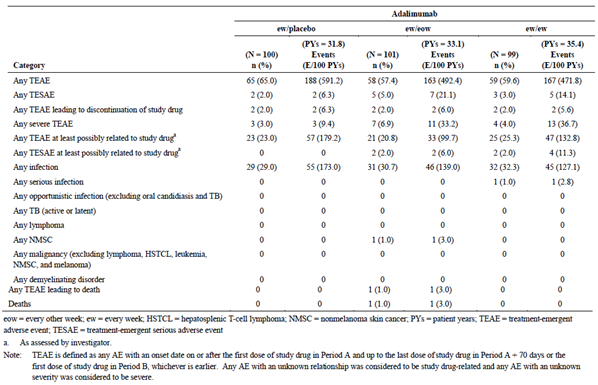 Adalimumab
ew/placebo ew/eow ew/ew
Category (N = 100) n (%) (PYs = 31.8) Events (E/100 PYs) (N = 101) n (%) (PYs = 33.1) Events (E/100 PYs) (N = 99) n (%) (PYs = 35.4) Events (E/100 PYs)
Any TEAE 65 (65.0) 188 (591.2) 58 (57.4) 163 (492.4) 59 (59.6) 167 (471.8)
Any TESAE 2 (2.0) 2 (6.3) 5 (5.0) 7 (21.1) 3 (3.0) 5 (14.1)
Any TEAE leading to discontinuation of study drug 2 (2.0) 2 (6.3) 2 (2.0) 2 (6.0) 2 (2.0) 2 (5.6)
Any severe TEAE 3 (3.0) 3 (9.4) 7 (6.9) 11 (33.2) 4 (4.0) 13 (36.7)
Any TEAE at least possibly related to study drugᵃ 23 (23.0) 57 (179.2) 21 (20.8) 33 (99.7) 25 (25.3) 47 (132.8)
Any TESAE at least possibly related to study drugᵃ 0 0 2 (2.0) 2 (6.0) 2 (2.0) 4 (11.3)
Any infection 29 (29.0) 55 (173.0) 31 (30.7) 46 (139.0) 32 (32.3) 45 (127.1)
Any serious infection 0 0 0 0 1 (1.0) 1 (2.8)
Any opportunistic infection (excluding oral candidiasis and TB) 0 0 0 0 0 0
Any TB (active or latent) 0 0 0 0 0 0
Any lymphoma 0 0 0 0 0 0
Any NMSC 0 0 1 (1.0) 1 (3.0) 0 0
Any malignancy (excluding lymphoma, HSTCL, leukemia, 0 0 0 0 0 0
NMSC, and melanoma)
Any demyelinating disorder 0 0 0 0 0 0
Any TEAE leading to death 0 0 1 (1.0) 1 (3.0) 0 0
Deaths 0 0 1 (1.0) 1 (3.0) 0 0
eow = every other week; ew = every week; HSTCL = hepatosplenic T-cell lymphoma; NMSC = nonmelanoma skin cancer; PYs = patient years; TEAE = treatment-emergent
adverse event; TESAE = treatment-emergent serious adverse event
a. As assessed by investigator.
Note: TEAE is defined as any AE with an onset date on or after the first dose of study drug in Period A and up to the last dose of study drug in Period A + 70 days or the
first dose of study drug in Period B, whichever is earlier. Any AE with an unknown relationship was considered to be study drug-related and any AE with an unknown
severity was considered to be severe.